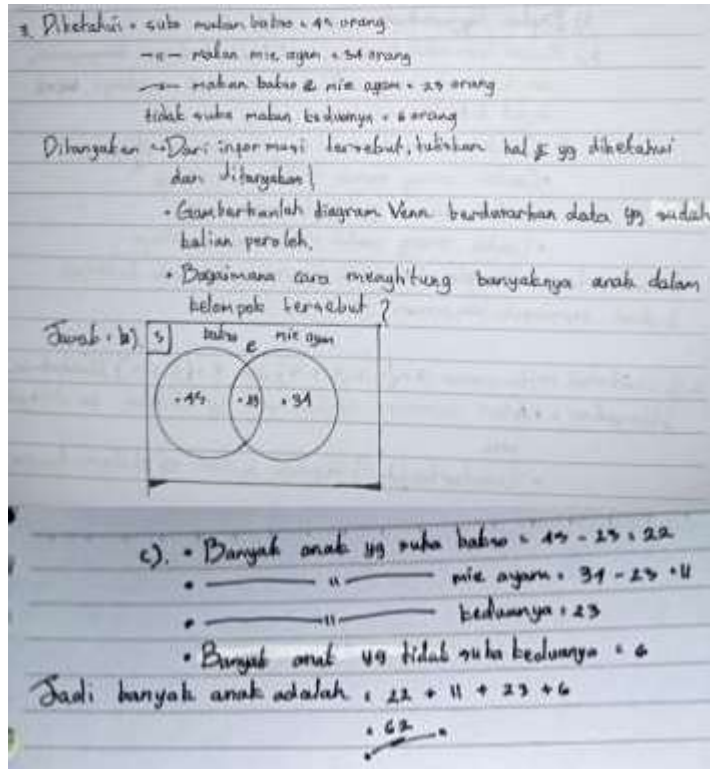 3. Diketahui : suka makan bakso = 45 orang
-"- makan mie ayam = 34 orang
-"- makan bakso & mie ayam = 23 orang
tidak suka makan keduanya = 6 orang
Ditanyakan : • Dari informasi tersebut, tuliskan hal² yg diketahui
dan ditanyakan!
• Gambarkanlah diagram Venn berdasarkan data yg sudah
kalian peroleh.
• Bagaimana cara menghitung banyaknya anak dalam
kelompok tersebut ?
Jawab : b) S bakso mie ayam
• 45 • 23 • 34
c). • Banyak anak yg suka bakso = 45 - 23 = 22
• —"— mie ayam = 34 - 23 = 11
• —"— keduanya = 23
• Banyak anak yg tidak suka keduanya = 6
Jadi banyak anak adalah = 22 + 11 + 23 + 6
= 62